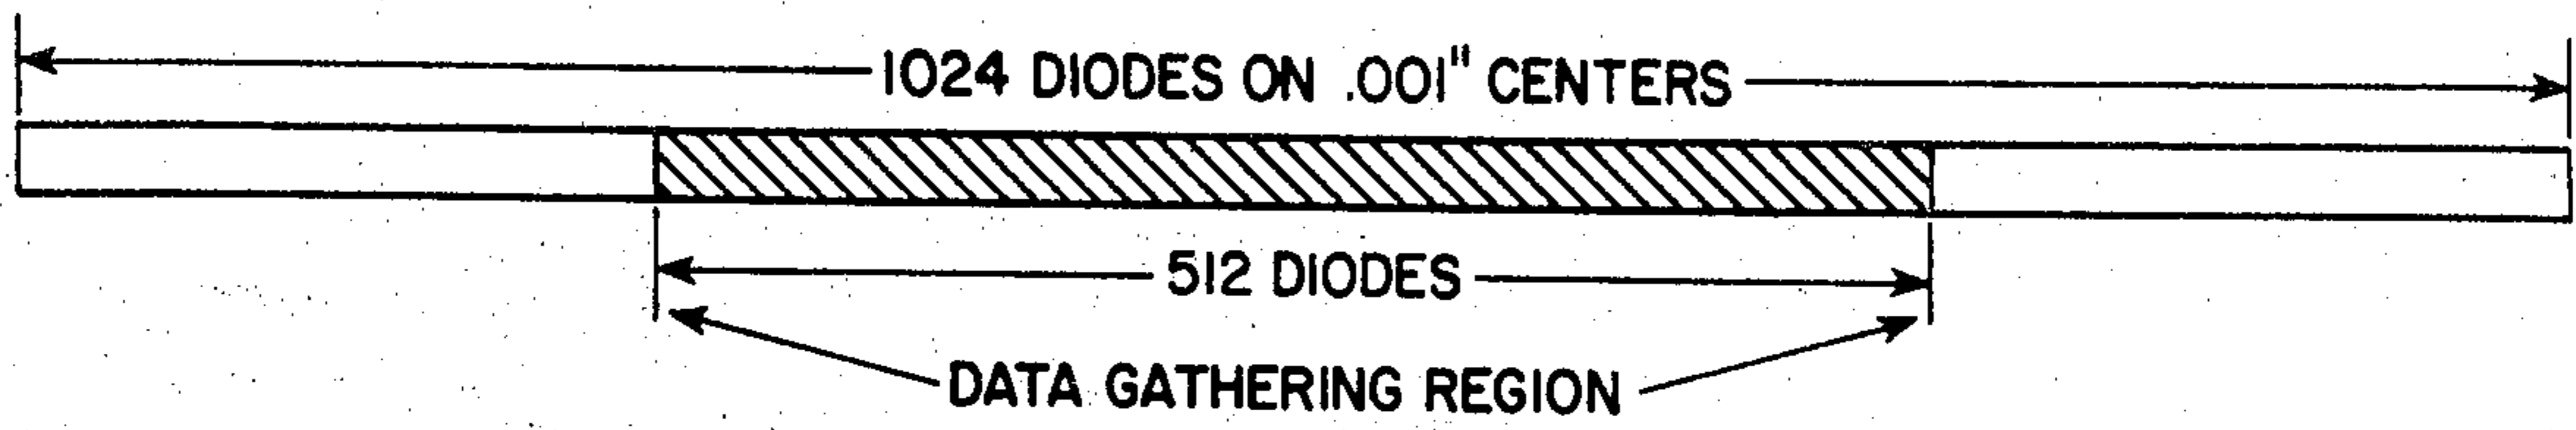 1024 DIODES ON .001" CENTERS
512 DIODES
DATA GATHERING REGION